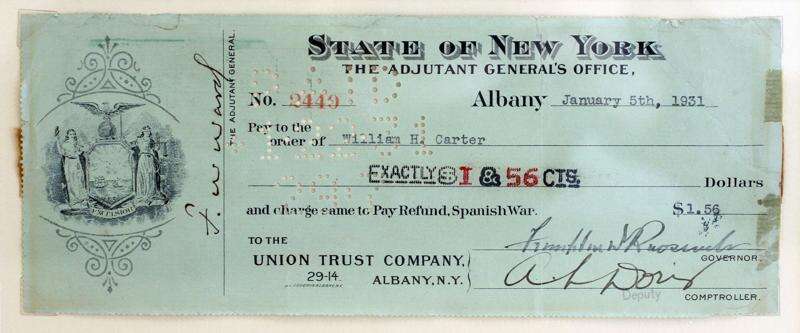 STATE OF NEW YORK
THE ADJUTANT GENERAL'S OFFICE,
No. 2449 Albany January 5th, 1931
Pay to the
order of William H. Carter
EXACTLY $1 & 56 CTS Dollars
and charge same to Pay Refund, Spanish War. $1.56
TO THE
UNION TRUST COMPANY,
29-14. ALBANY, N.Y.
Franklin D Roosevelt
GOVERNOR.
Deputy
COMPTROLLER.
EXCELSIOR
F. W. Ward
THE ADJUTANT GENERAL.